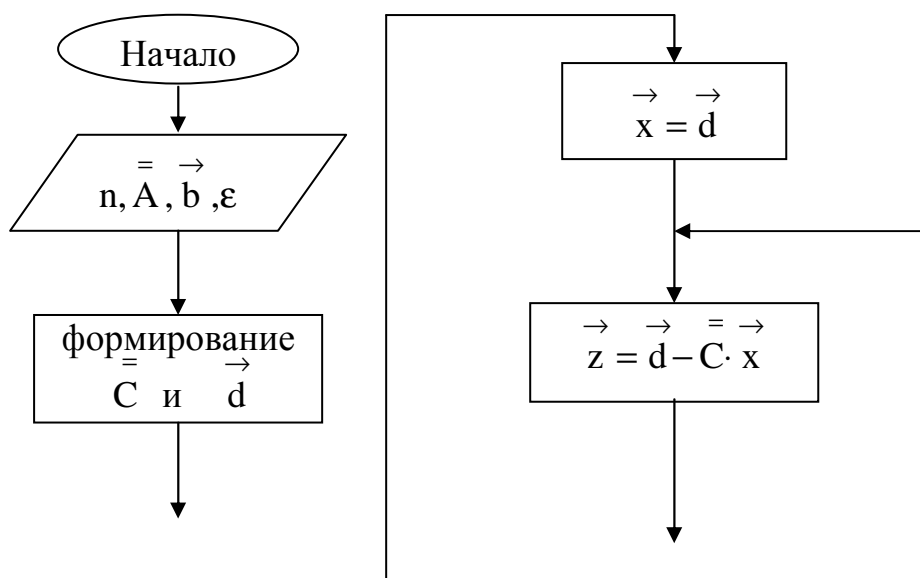 Начало
n, A̿, b⃗, ε
формирование
C̿ и d⃗
x⃗ = d⃗
z⃗ = d⃗ − C̿· x⃗